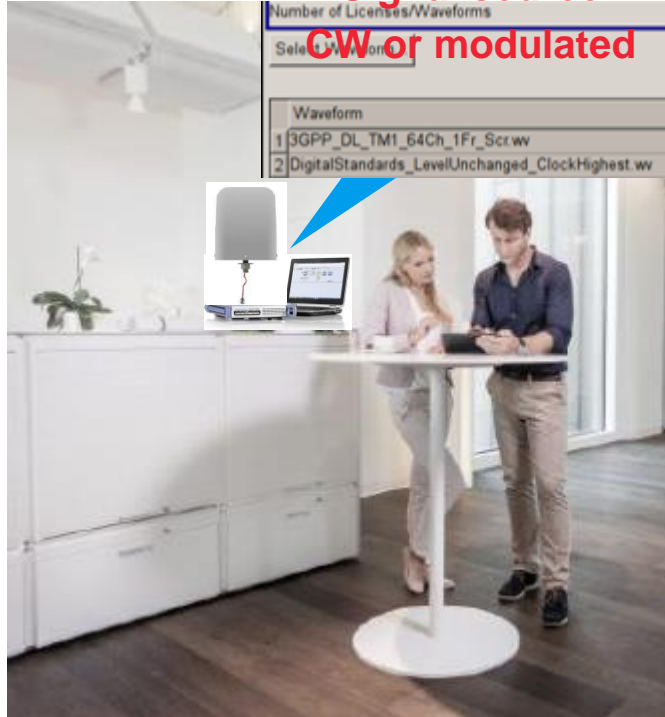 Number of Licenses/Waveforms
CW or modulated
Waveform
1 3GPP_DL_TM1_64Ch_1Fr_Scr.wv
2 DigitalStandards_LevelUnchanged_ClockHighest.wv